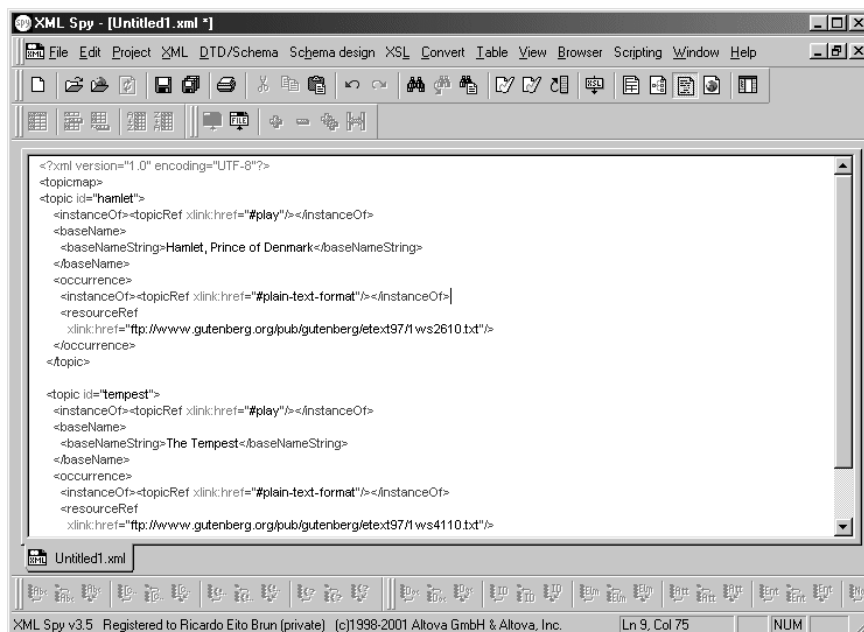 XML Spy - [Untitled1.xml *]
File Edit Project XML DTD/Schema Schema design XSL Convert Table View Browser Scripting Window Help
<?xml version="1.0" encoding="UTF-8"?>
<topicmap>
<topic id="hamlet">
<instanceOf><topicRef xlink:href="#play"/></instanceOf>
<baseName>
<baseNameString>Hamlet, Prince of Denmark</baseNameString>
</baseName>
<occurrence>
<instanceOf><topicRef xlink:href="#plain-text-format"/></instanceOf>
<resourceRef
xlink:href="ftp://www.gutenberg.org/pub/gutenberg/etext97/1ws2610.txt"/>
</occurrence>
</topic>
<topic id="tempest">
<instanceOf><topicRef xlink:href="#play"/></instanceOf>
<baseName>
<baseNameString>The Tempest</baseNameString>
</baseName>
<occurrence>
<instanceOf><topicRef xlink:href="#plain-text-format"/></instanceOf>
<resourceRef
xlink:href="ftp://www.gutenberg.org/pub/gutenberg/etext97/1ws4110.txt"/>
Untitled1.xml
XML Spy v3.5 Registered to Ricardo Eito Brun (private) (c)1998-2001 Altova GmbH & Altova, Inc. Ln 9, Col 75 NUM